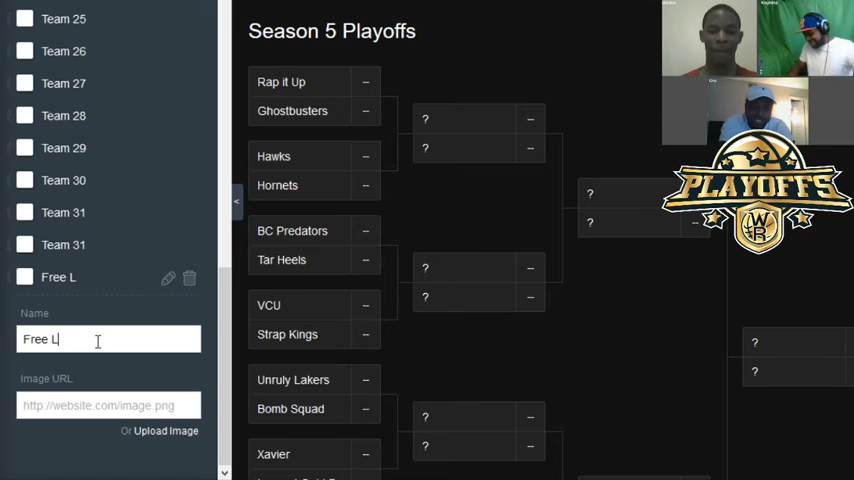 Team 25
Team 26
Team 27
Team 28
Team 29
Team 30
Team 31
Team 31
Free L
Name
Free L
Image URL
http://website.com/image.png
Or Upload Image
<
Season 5 Playoffs
Rap it Up --
Ghostbusters --
Hawks --
Hornets --
BC Predators --
Tar Heels --
VCU --
Strap Kings --
Unruly Lakers --
Bomb Squad --
Xavier --
? --
? --
? --
? --
? --
? --
?
? --
?
?
PLAYOFFS
WR